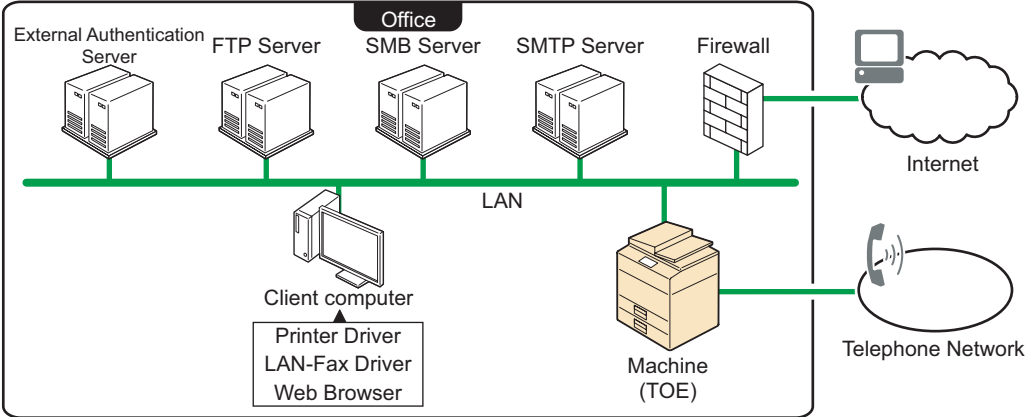 Office
External Authentication
Server
FTP Server
SMB Server
SMTP Server
Firewall
Internet
LAN
Client computer
Printer Driver
LAN-Fax Driver
Web Browser
Machine
(TOE)
Telephone Network